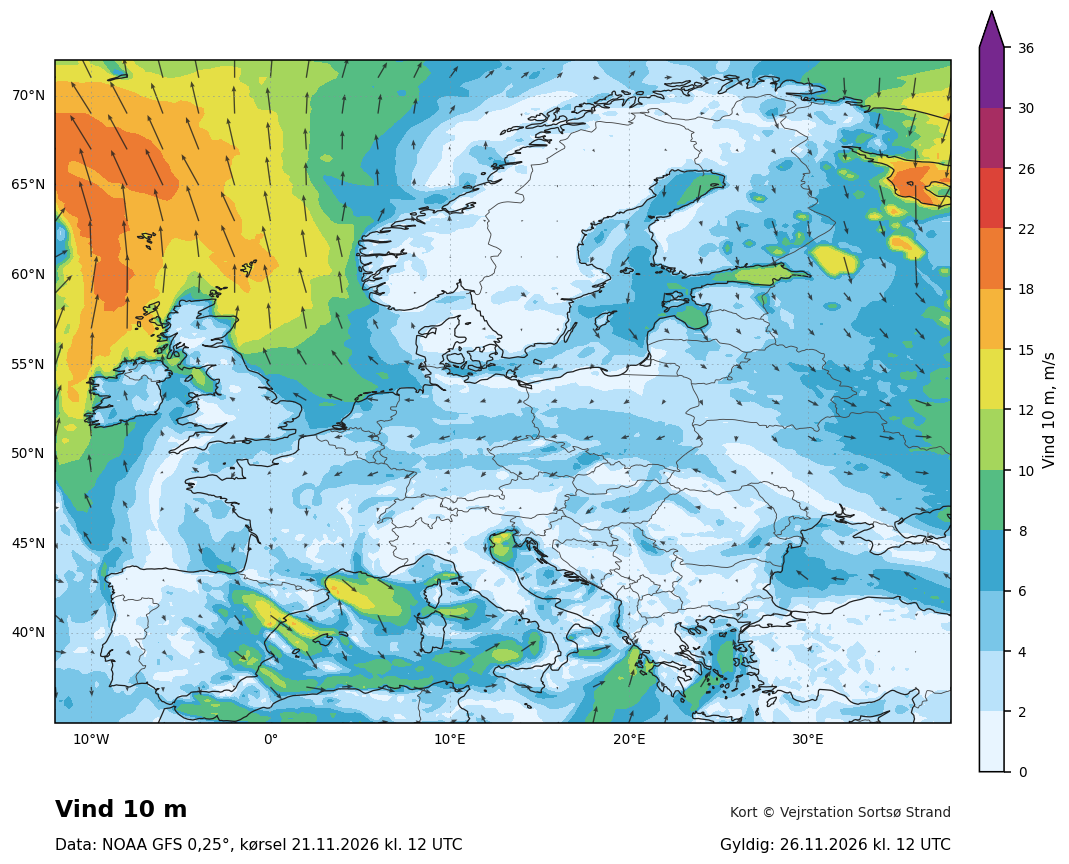 36
30
26
22
18
15
12
10
8
6
4
2
0
Vind 10 m, m/s
70°N
65°N
60°N
55°N
50°N
45°N
40°N
10°W 0° 10°E 20°E 30°E
Vind 10 m
Kort © Vejrstation Sortsø Strand
Data: NOAA GFS 0,25°, kørsel 21.11.2026 kl. 12 UTC
Gyldig: 26.11.2026 kl. 12 UTC